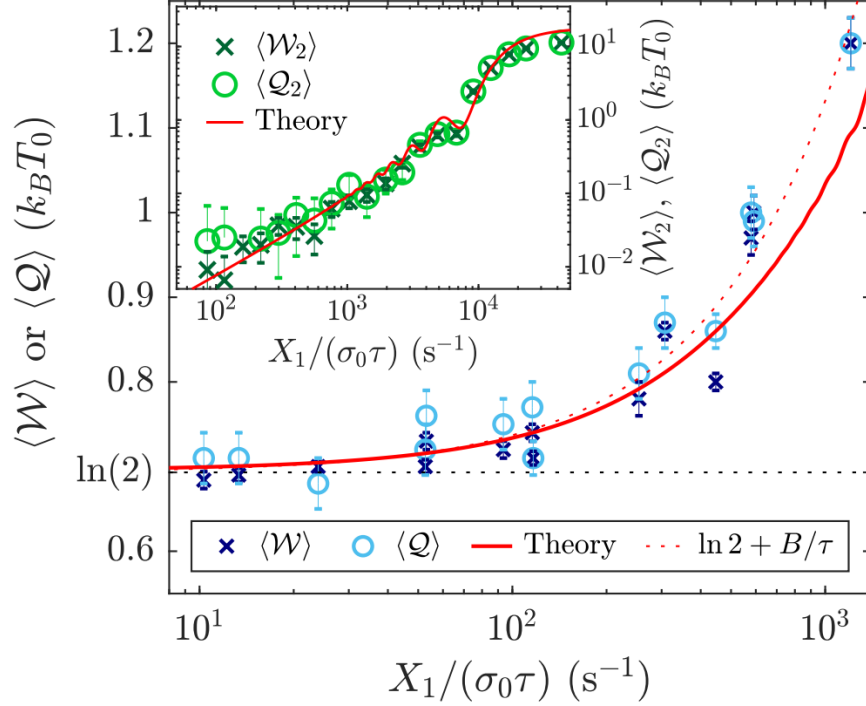 ⟨𝒲⟩ or ⟨𝒬⟩ (k_BT_0)
1.2
1.1
1
0.9
0.8
ln(2)
0.6
10^1
10^2
10^3
X_1/(σ_0τ) (s^{-1})
⟨𝒲⟩
⟨𝒬⟩
Theory
ln 2 + B/τ
⟨𝒲_2⟩
⟨𝒬_2⟩
Theory
10^1
10^0
10^{-1}
10^{-2}
⟨𝒲_2⟩, ⟨𝒬_2⟩ (k_BT_0)
10^2
10^3
10^4
X_1/(σ_0τ) (s^{-1})